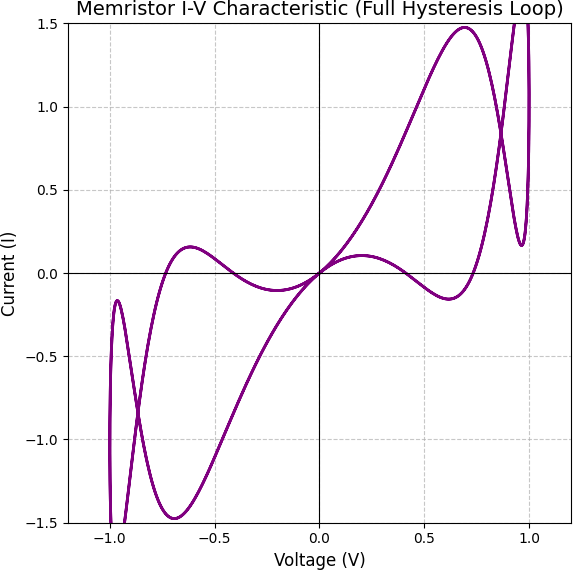 Memristor I-V Characteristic (Full Hysteresis Loop)
1.5
1.0
0.5
0.0
−0.5
−1.0
−1.5
Current (I)
−1.0 −0.5 0.0 0.5 1.0
Voltage (V)